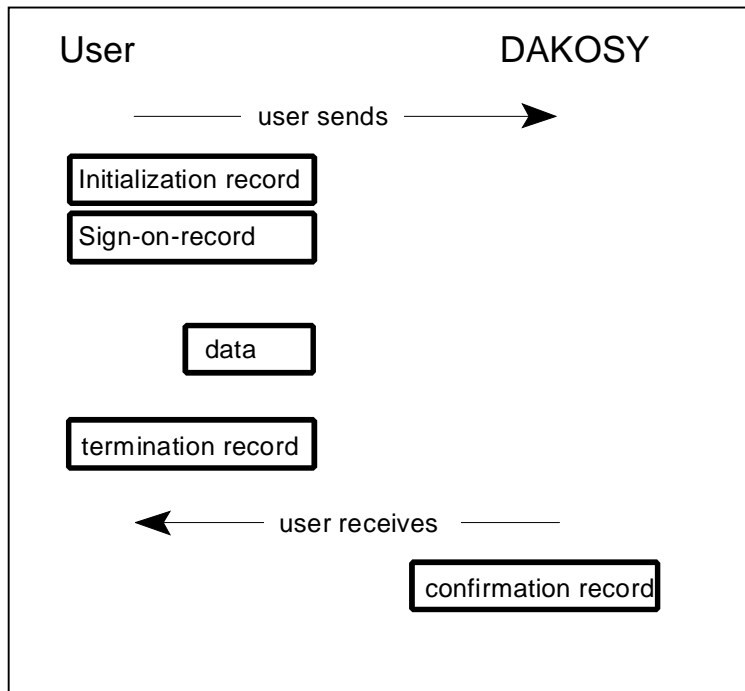 User DAKOSY
user sends
Initialization record
Sign-on-record
data
termination record
user receives
confirmation record